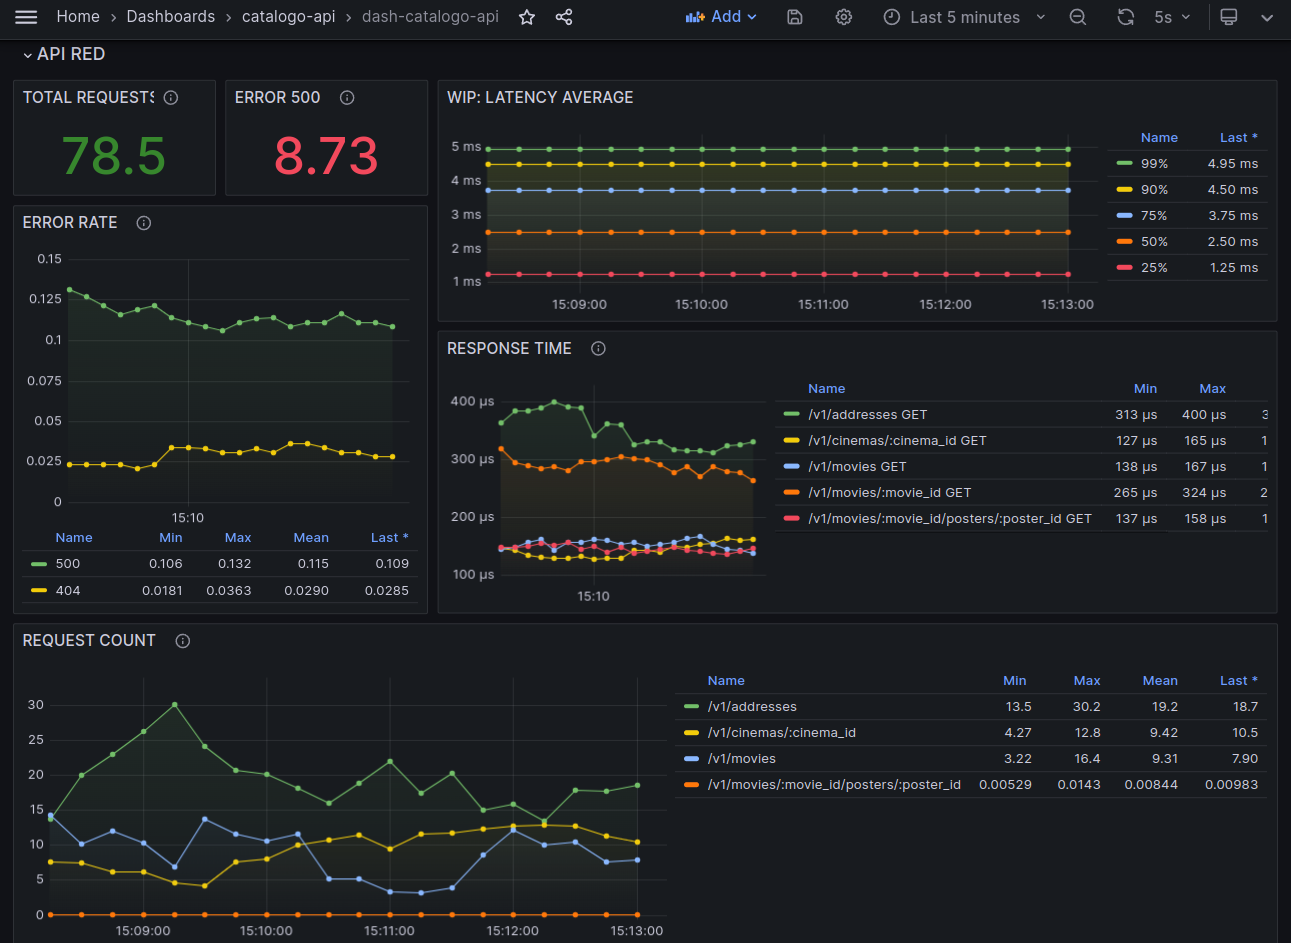 Home › Dashboards › catalogo-api › dash-catalogo-api Add Last 5 minutes 5s
API RED
TOTAL REQUESTS
78.5
ERROR 500
8.73
WIP: LATENCY AVERAGE
5 ms
4 ms
3 ms
2 ms
1 ms
15:09:00 15:10:00 15:11:00 15:12:00 15:13:00
Name Last *
99% 4.95 ms
90% 4.50 ms
75% 3.75 ms
50% 2.50 ms
25% 1.25 ms
ERROR RATE
0.15
0.125
0.1
0.075
0.05
0.025
0
15:10
Name Min Max Mean Last *
500 0.106 0.132 0.115 0.109
404 0.0181 0.0363 0.0290 0.0285
RESPONSE TIME
400 µs
300 µs
200 µs
100 µs
15:10
Name Min Max
/v1/addresses GET 313 µs 400 µs 3
/v1/cinemas/:cinema_id GET 127 µs 165 µs 1
/v1/movies GET 138 µs 167 µs 1
/v1/movies/:movie_id GET 265 µs 324 µs 2
/v1/movies/:movie_id/posters/:poster_id GET 137 µs 158 µs 1
REQUEST COUNT
30
25
20
15
10
5
0
15:09:00 15:10:00 15:11:00 15:12:00 15:13:00
Name Min Max Mean Last *
/v1/addresses 13.5 30.2 19.2 18.7
/v1/cinemas/:cinema_id 4.27 12.8 9.42 10.5
/v1/movies 3.22 16.4 9.31 7.90
/v1/movies/:movie_id/posters/:poster_id 0.00529 0.0143 0.00844 0.00983